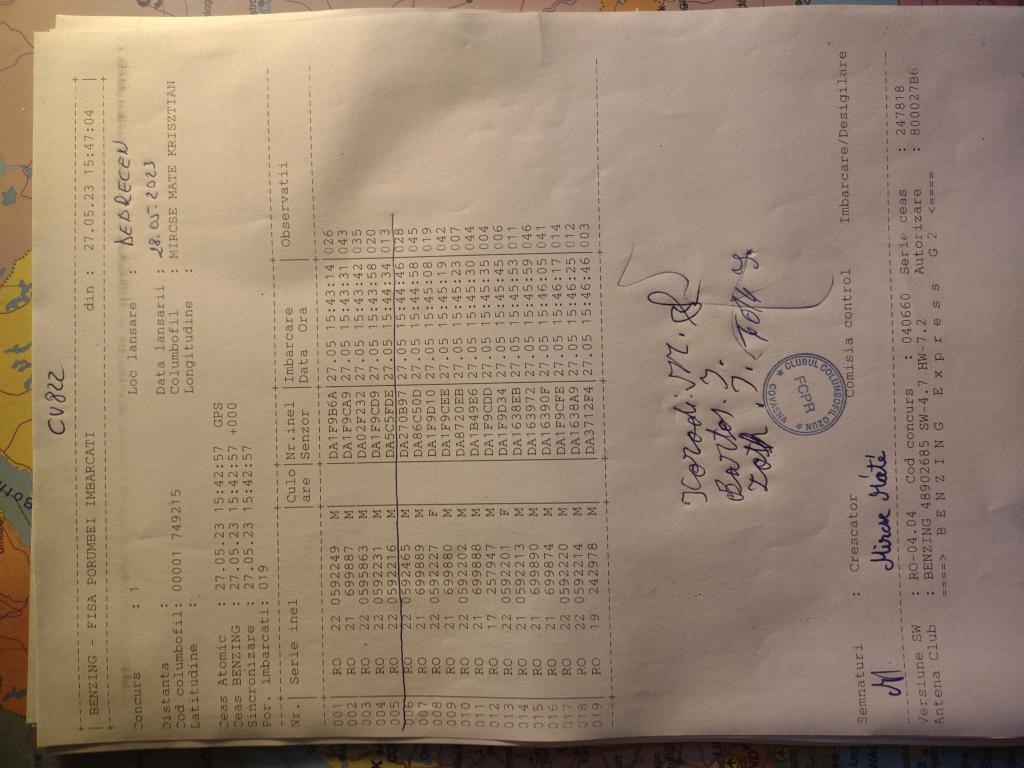 CV822
BENZING - FISA PORUMBEI IMBARCATI din : 27.05.23 15:47:04
Concurs : 1 Loc lansare : DEBRECEN
Distanta :
Data lansarii : 28.05.2023
Cod columbofil: 00001 749215 Columbofil : MIRCSE MATE KRISZTIAN
Latitudine : Longitudine :
Ceas Atomic : 27.05.23 15:42:57 GPS
Ceas BENZING : 27.05.23 15:42:57 +000
Sincronizare : 27.05.23 15:42:57
Por. imbarcati: 019
Nr. Serie inel Culo Nr.inel Imbarcare Observatii
are Senzor Data Ora
001 RO 22 0592249 M DA1F9B6A 27.05 15:43:14 026
002 RO 21 699887 M DA1F9CA9 27.05 15:43:31 043
003 RO 22 0595863 M DA02F232 27.05 15:43:42 035
004 RO 22 0592231 M DA1F9CD9 27.05 15:43:58 020
005 RO 22 0592216 M DA5C5FDE 27.05 15:44:34 013
006 RO 22 0592465 M DA270B97 27.05 15:44:46 028
007 RO 21 699889 M DA86C50D 27.05 15:44:58 045
008 RO 22 0592227 F DA1F9D10 27.05 15:45:08 019
009 RO 21 699880 M DA1F9CEE 27.05 15:45:19 042
010 RO 22 0592202 M DA8720EB 27.05 15:45:23 007
011 RO 21 699888 M DA1B49E6 27.05 15:45:30 044
012 RO 17 257947 M DA1F9CDD 27.05 15:45:35 004
013 RO 22 0592201 F DA1F9D34 27.05 15:45:45 006
014 RO 22 0592213 M DA1638EB 27.05 15:45:53 011
015 RO 21 699890 M DA163972 27.05 15:45:59 046
016 RO 21 699874 M DA16390F 27.05 15:46:05 041
017 RO 22 0592220 M DA1F9CFE 27.05 15:46:17 014
018 RO 22 0592214 M DA1638A9 27.05 15:46:25 012
019 RO 19 242978 M DA3712F4 27.05 15:46:46 003
Korodi. M.
Bartos. J.
Zoth. J.
CLUBUL COLUMBOFIL OZUN
FCPR
COVASNA
Semnaturi : Crescator Comisia control Imbarcare/Desigilare
Mircse Máté
Versiune SW : RO-04.04 Cod concurs : 040660 Serie ceas : 247818
Antena Club : BENZING 48902685 SW-4.7 HW-7.2 Autorizare : 800027B6
====> B E N Z I N G E x p r e s s G 2 <====